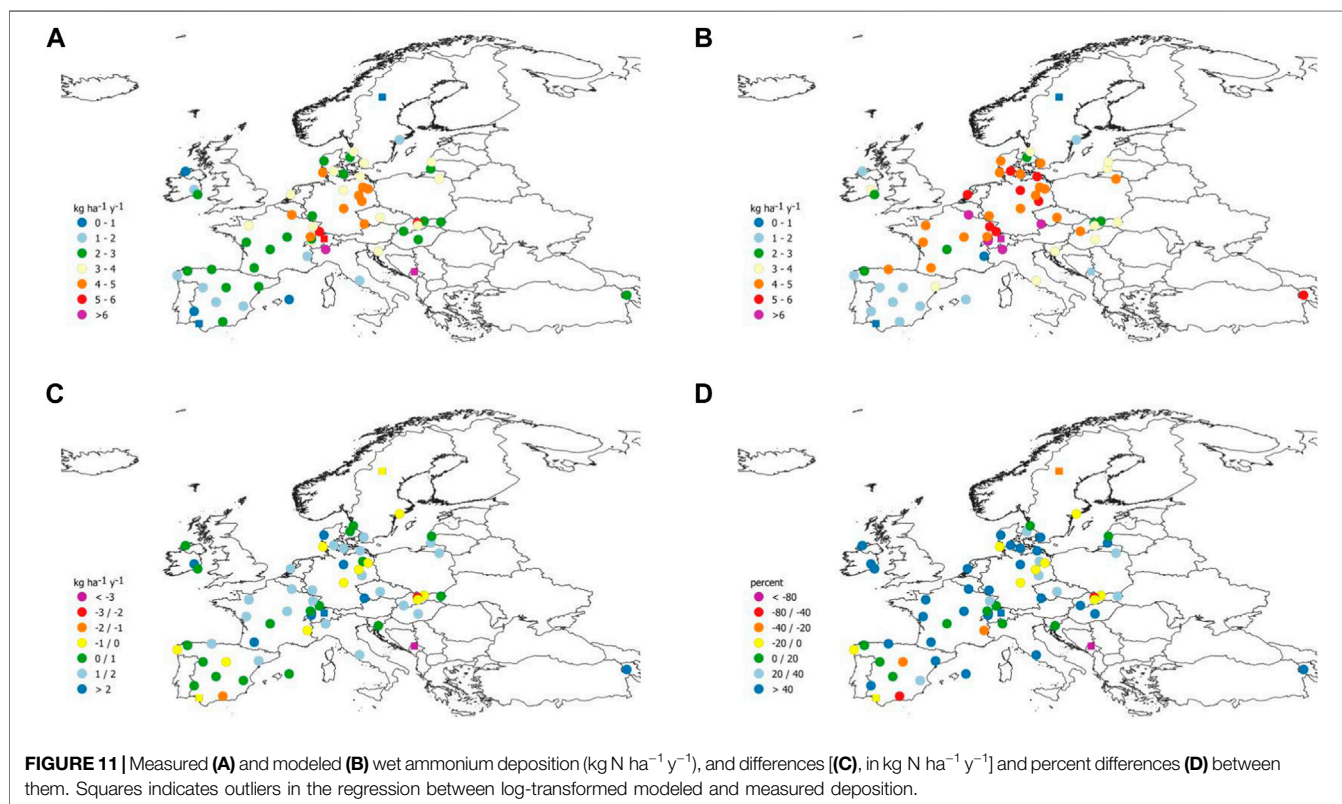 A
B
kg ha⁻¹ y⁻¹
0 - 1
1 - 2
2 - 3
3 - 4
4 - 5
5 - 6
>6
kg ha⁻¹ y⁻¹
0 - 1
1 - 2
2 - 3
3 - 4
4 - 5
5 - 6
>6
C
D
kg ha⁻¹ y⁻¹
< -3
-3 / -2
-2 / -1
-1 / 0
0 / 1
1 / 2
> 2
percent
< -80
-80 / -40
-40 / -20
-20 / 0
0 / 20
20 / 40
> 40
FIGURE 11 | Measured (A) and modeled (B) wet ammonium deposition (kg N ha⁻¹ y⁻¹), and differences [(C), in kg N ha⁻¹ y⁻¹] and percent differences (D) between
them. Squares indicates outliers in the regression between log-transformed modeled and measured deposition.